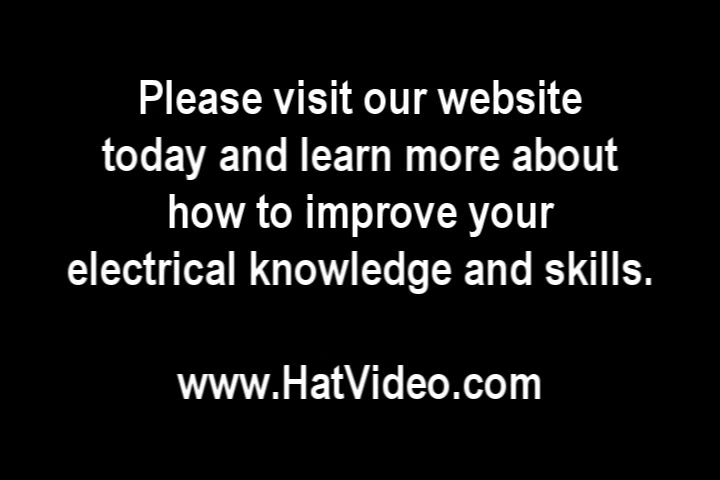 Please visit our website
today and learn more about
how to improve your
electrical knowledge and skills.
www.HatVideo.com